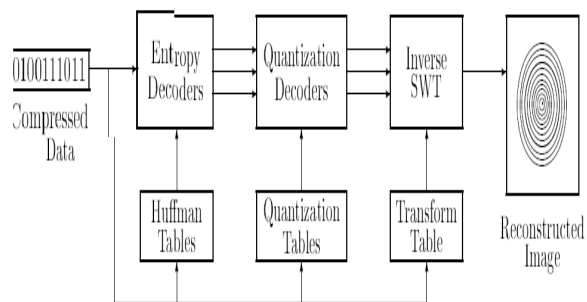 0100111011
Compressed
Data
Entropy
Decoders
Quantization
Decoders
Inverse
SWT
Huffman
Tables
Quantization
Tables
Transform
Table
Reconstructed
Image